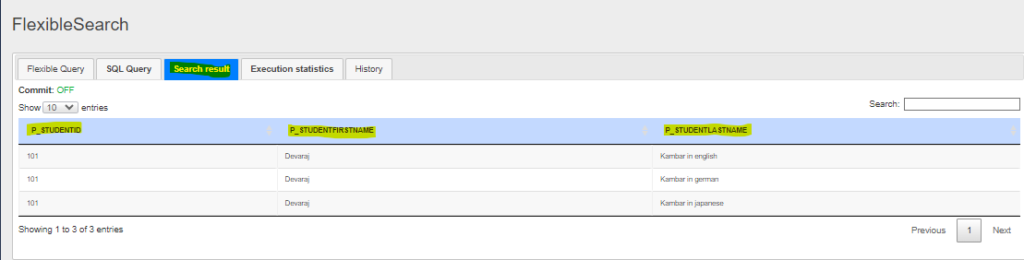 FlexibleSearch
Flexible Query SQL Query Search result Execution statistics History
Commit: OFF
Show 10 entries Search:
P_STUDENTID P_STUDENTFIRSTNAME P_STUDENTLASTNAME
101 Devaraj Kambar in english
101 Devaraj Kambar in german
101 Devaraj Kambar in japanese
Showing 1 to 3 of 3 entries Previous 1 Next